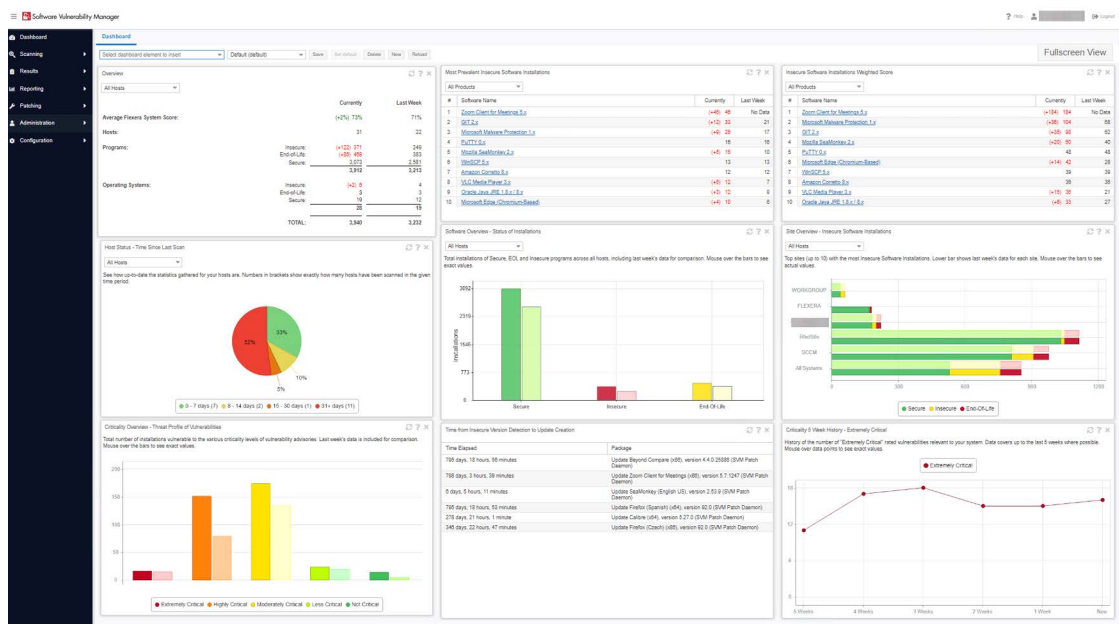 Software Vulnerability Manager
Help
Logout
Dashboard
Scanning
Results
Reporting
Patching
Administration
Configuration
Dashboard
Select dashboard element to insert
Default (default)
Save
Set default
Delete
New
Reload
Fullscreen View
Overview
All Hosts
Currently Last Week
Average Flexera System Score: (+2%) 73% 71%
Hosts: 31 22
Programs: Insecure: (+122) 371 249
End-of-Life: 383
Secure: 3,073 2,581
3,912 3,213
Operating Systems: Insecure: (+2) 6 4
End-of-Life: 3 3
Secure: 19 12
28 19
TOTAL: 3,940 3,232
Most Prevalent Insecure Software Installations
All Products
# Software Name Currently Last Week
1 Zoom Client for Meetings 5.x (+46) 46 No Data
2 GIT 2.x (+12) 33 21
3 Microsoft Malware Protection 1.x (+9) 26 17
4 PuTTY 0.x 16 16
5 Mozilla SeaMonkey 2.x 15 10
6 WinSCP 5.x 13 13
7 Amazon Corretto 8.x 12 12
8 VLC Media Player 3.x 12 7
9 Oracle Java JRE 1.8.x / 8.x (+3) 12 9
10 Microsoft Edge (Chromium-Based) (+4) 10 6
Insecure Software Installations Weighted Score
All Products
# Software Name Currently Last Week
1 Zoom Client for Meetings 5.x (+184) 184 No Data
2 Microsoft Malware Protection 1.x (+36) 104 68
3 GIT 2.x 62
4 Mozilla SeaMonkey 2.x (+20) 60 40
5 PuTTY 0.x 48 48
6 Microsoft Edge (Chromium-Based) (+14) 42 28
7 WinSCP 5.x 39 39
8 Amazon Corretto 8.x 36 36
9 VLC Media Player 3.x (+15) 36 21
10 Oracle Java JRE 1.8.x / 8.x (+6) 33 27
Host Status - Time Since Last Scan
All Hosts
See how up-to-date the statistics gathered for your hosts are. Numbers in brackets show exactly how many hosts have been scanned in the given
time period.
33%
52%
10%
5%
0 - 7 days (7) 8 - 14 days (2) 15 - 30 days (1) 31+ days (11)
Software Overview - Status of Installations
All Hosts
Total installations of Secure, EOL and Insecure programs across all hosts, including last week's data for comparison. Mouse over the bars to see
exact values.
3092
2319
1546
773
0
Installations
Secure Insecure End-Of-Life
Site Overview - Insecure Software Installations
All Hosts
Top sites (up to 10) with the most Insecure Software Installations. Lower bar shows last week's data for each site. Mouse over the bars to see
actual values.
WORKGROUP
FLEXERA
SCCM
All Systems
0 300 600 900 1200
Secure Insecure End-Of-Life
Criticality Overview - Threat Profile of Vulnerabilities
Total number of installations vulnerable to the various criticality levels of vulnerability advisories. Last week's data is included for comparison.
Mouse over the bars to see exact values.
200
150
100
50
0
Extremely Critical Highly Critical Moderately Critical Less Critical Not Critical
Time from Insecure Version Detection to Update Creation
Time Elapsed Package
18 hours, 56 minutes Update Beyond Compare (x86), version 4.4.0.25886 (SVM Patch
Daemon)
3 hours, 39 minutes Update Zoom Client for Meetings (x86), version 5.7.1247 (SVM Patch
Daemon)
5 hours, 11 minutes Update SeaMonkey (English US), version 2.53.9 (SVM Patch
Daemon)
18 hours, 53 minutes Update Firefox (Spanish) (x64), version 92.0 (SVM Patch Daemon)
278 days, 21 hours, 1 minute Update Calibre (x64), version 5.27.0 (SVM Patch Daemon)
346 days, 22 hours, 47 minutes Update Firefox (Czech) (x86), version 92.0 (SVM Patch Daemon)
Criticality 5 Week History - Extremely Critical
History of the number of "Extremely Critical" rated vulnerabilities relevant to your system. Data covers up to the last 5 weeks where possible.
Mouse over data points to see exact values.
Extremely Critical
5 Weeks 4 Weeks 3 Weeks 2 Weeks 1 Week Now